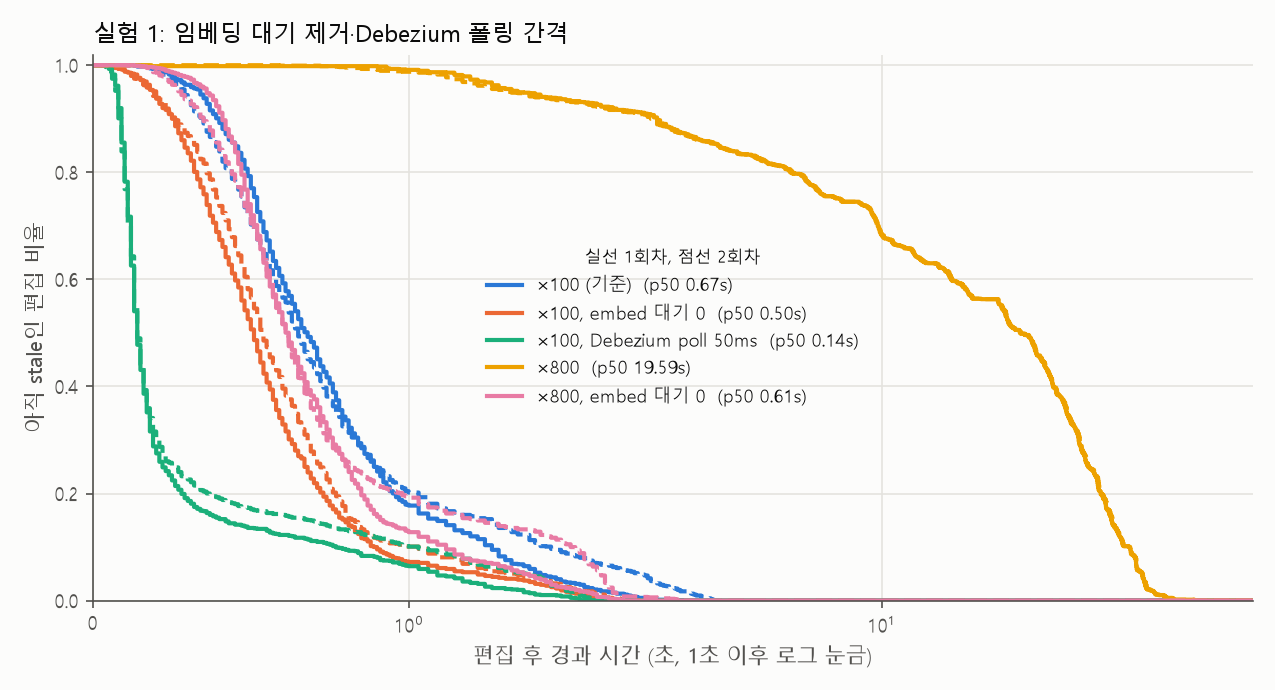 실험 1: 임베딩 대기 제거·Debezium 폴링 간격
아직 stale인 편집 비율
1.0
0.8
0.6
0.4
0.2
0.0
실선 1회차, 점선 2회차
×100 (기준) (p50 0.67s)
×100, embed 대기 0 (p50 0.50s)
×100, Debezium poll 50ms (p50 0.14s)
×800 (p50 19.59s)
×800, embed 대기 0 (p50 0.61s)
0
10⁰
10¹
편집 후 경과 시간 (초, 1초 이후 로그 눈금)